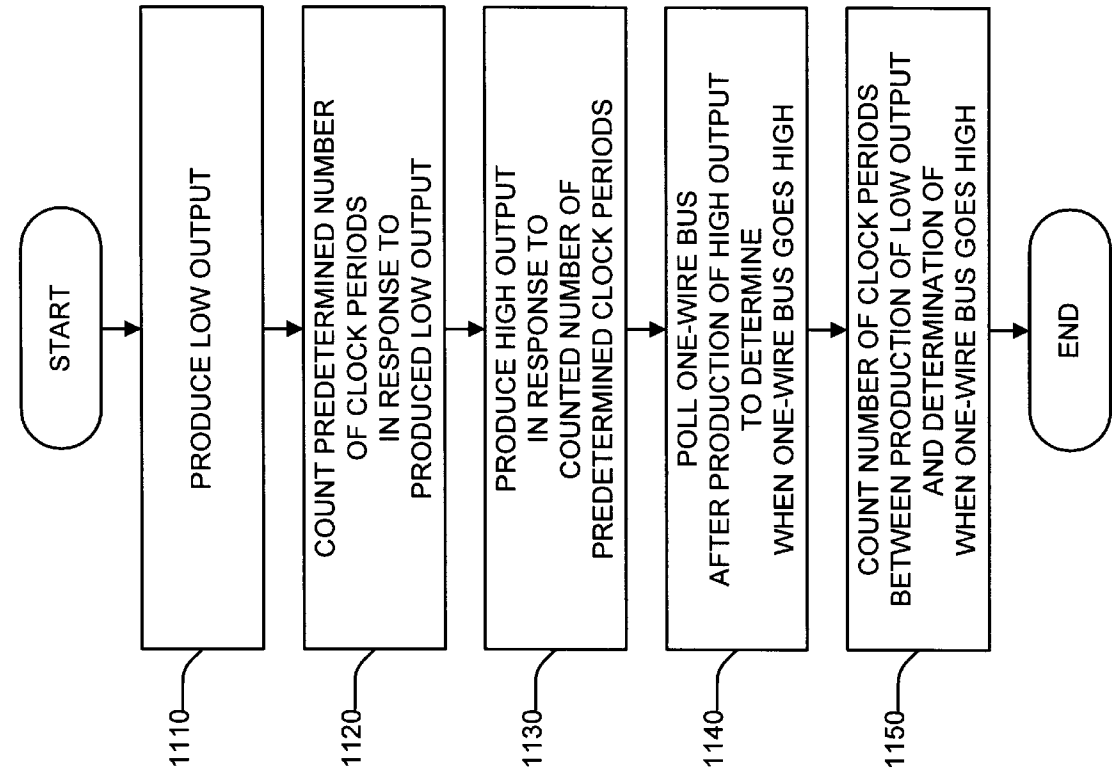 START
1110
PRODUCE LOW OUTPUT
1120
COUNT PREDETERMINED NUMBER
OF CLOCK PERIODS
IN RESPONSE TO
PRODUCED LOW OUTPUT
1130
PRODUCE HIGH OUTPUT
IN RESPONSE TO
COUNTED NUMBER OF
PREDETERMINED CLOCK PERIODS
1140
POLL ONE-WIRE BUS
AFTER PRODUCTION OF HIGH OUTPUT
TO DETERMINE
WHEN ONE-WIRE BUS GOES HIGH
1150
COUNT NUMBER OF CLOCK PERIODS
BETWEEN PRODUCTION OF LOW OUTPUT
AND DETERMINATION OF
WHEN ONE-WIRE BUS GOES HIGH
END